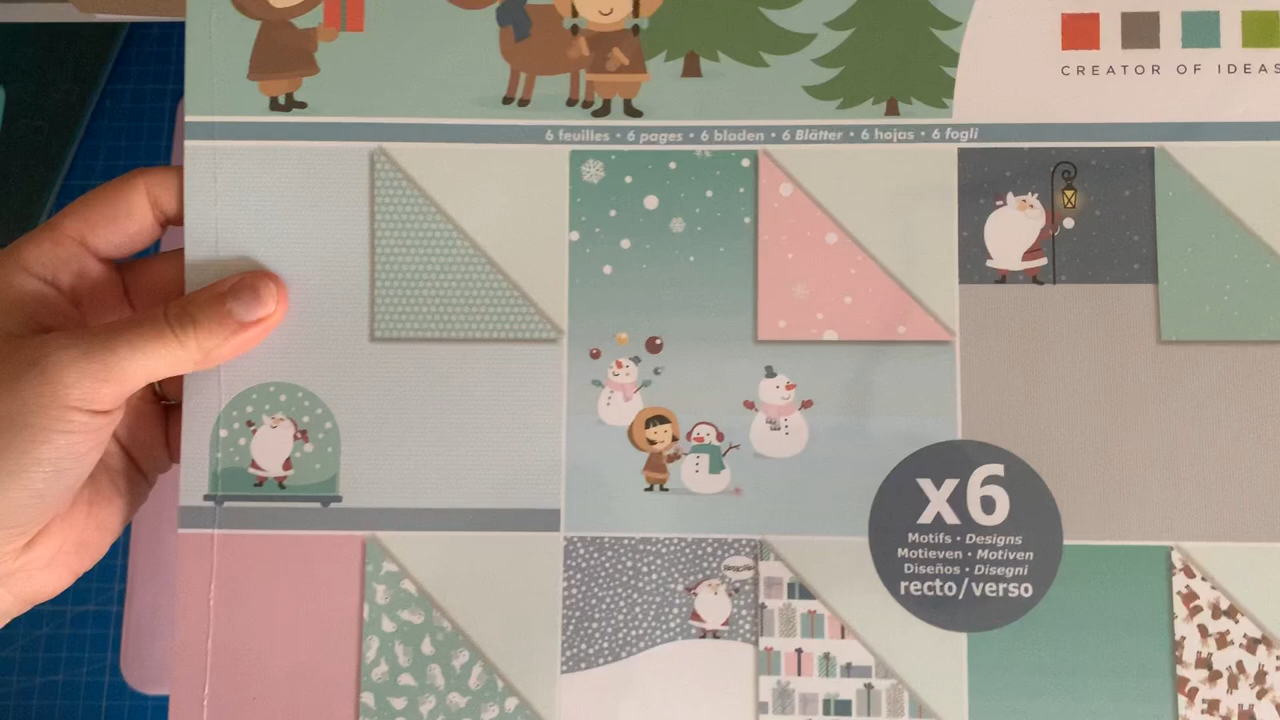 CREATOR OF IDEAS
6 feuilles • 6 pages • 6 bladen • 6 Blätter • 6 hojas • 6 fogli
x6
Motifs • Designs
Motieven • Motiven
Diseños • Disegni
recto/verso